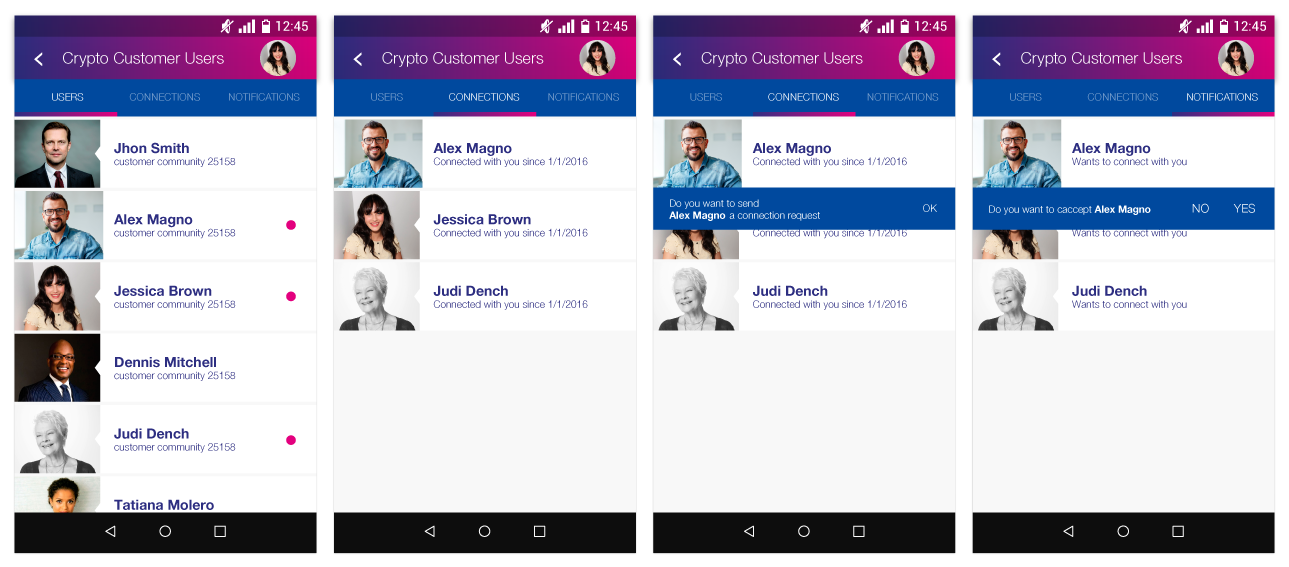 12:45
Crypto Customer Users
USERS CONNECTIONS NOTIFICATIONS
Jhon Smith
customer community 25158
Alex Magno
customer community 25158
Jessica Brown
customer community 25158
Dennis Mitchell
customer community 25158
Judi Dench
customer community 25158
Tatiana Molero
12:45
Crypto Customer Users
USERS CONNECTIONS NOTIFICATIONS
Alex Magno
Connected with you since 1/1/2016
Jessica Brown
Connected with you since 1/1/2016
Judi Dench
Connected with you since 1/1/2016
12:45
Crypto Customer Users
USERS CONNECTIONS NOTIFICATIONS
Alex Magno
Connected with you since 1/1/2016
Do you want to send
Alex Magno a connection request
OK
Connected with you since 1/1/2016
Judi Dench
Connected with you since 1/1/2016
12:45
Crypto Customer Users
USERS CONNECTIONS NOTIFICATIONS
Alex Magno
Wants to connect with you
Do you want to caccept Alex Magno NO YES
Wants to connect with you
Judi Dench
Wants to connect with you